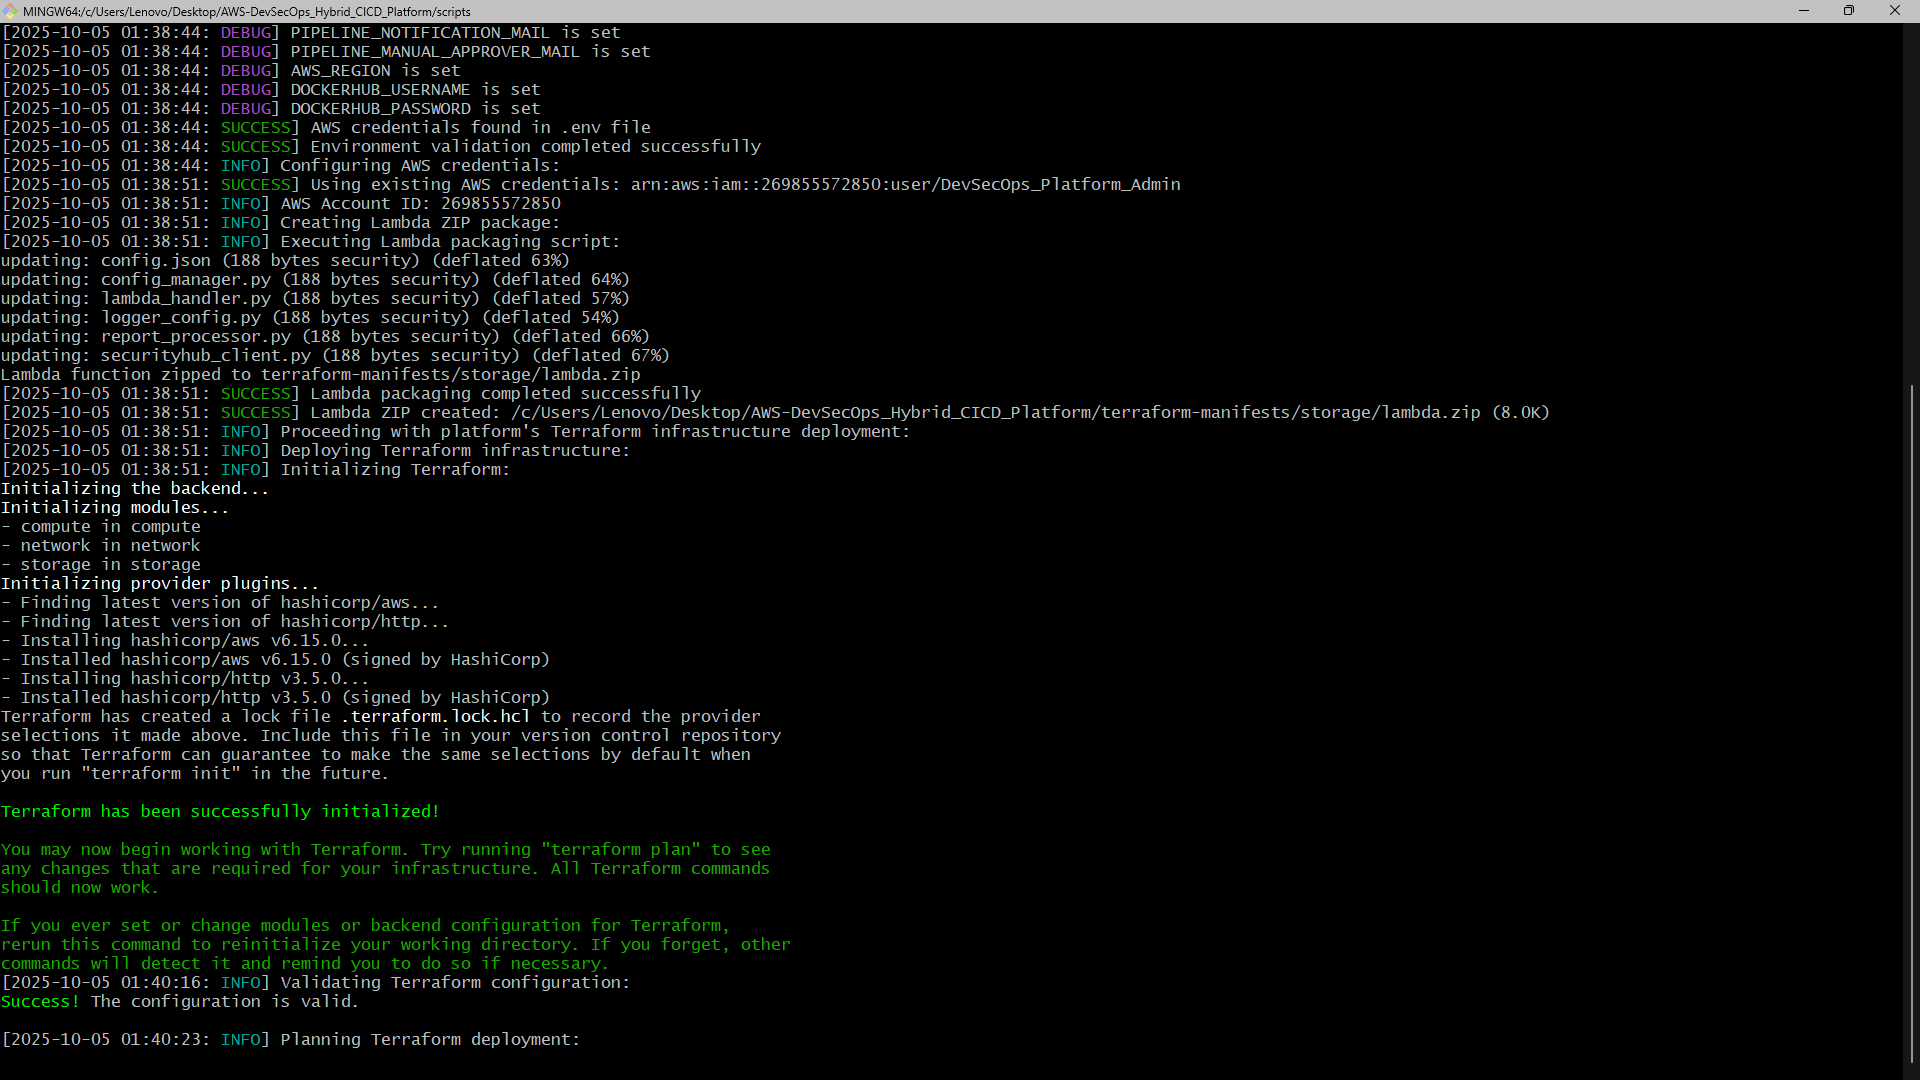 MINGW64:/c/Users/Lenovo/Desktop/AWS-DevSecOps_Hybrid_CICD_Platform/scripts
[2025-10-05 01:38:44: DEBUG] PIPELINE_NOTIFICATION_MAIL is set
[2025-10-05 01:38:44: DEBUG] PIPELINE_MANUAL_APPROVER_MAIL is set
[2025-10-05 01:38:44: DEBUG] AWS_REGION is set
[2025-10-05 01:38:44: DEBUG] DOCKERHUB_USERNAME is set
[2025-10-05 01:38:44: DEBUG] DOCKERHUB_PASSWORD is set
[2025-10-05 01:38:44: SUCCESS] AWS credentials found in .env file
[2025-10-05 01:38:44: SUCCESS] Environment validation completed successfully
[2025-10-05 01:38:44: INFO] Configuring AWS credentials:
[2025-10-05 01:38:51: SUCCESS] Using existing AWS credentials: arn:aws:iam::269855572850:user/DevSecOps_Platform_Admin
[2025-10-05 01:38:51: INFO] AWS Account ID: 269855572850
[2025-10-05 01:38:51: INFO] Creating Lambda ZIP package:
[2025-10-05 01:38:51: INFO] Executing Lambda packaging script:
updating: config.json (188 bytes security) (deflated 63%)
updating: config_manager.py (188 bytes security) (deflated 64%)
updating: lambda_handler.py (188 bytes security) (deflated 57%)
updating: logger_config.py (188 bytes security) (deflated 54%)
updating: report_processor.py (188 bytes security) (deflated 66%)
updating: securityhub_client.py (188 bytes security) (deflated 67%)
Lambda function zipped to terraform-manifests/storage/lambda.zip
[2025-10-05 01:38:51: SUCCESS] Lambda packaging completed successfully
[2025-10-05 01:38:51: SUCCESS] Lambda ZIP created: /c/Users/Lenovo/Desktop/AWS-DevSecOps_Hybrid_CICD_Platform/terraform-manifests/storage/lambda.zip (8.0K)
[2025-10-05 01:38:51: INFO] Proceeding with platform's Terraform infrastructure deployment:
[2025-10-05 01:38:51: INFO] Deploying Terraform infrastructure:
[2025-10-05 01:38:51: INFO] Initializing Terraform:
Initializing the backend...
Initializing modules...
- compute in compute
- network in network
- storage in storage
Initializing provider plugins...
- Finding latest version of hashicorp/aws...
- Finding latest version of hashicorp/http...
- Installing hashicorp/aws v6.15.0...
- Installed hashicorp/aws v6.15.0 (signed by HashiCorp)
- Installing hashicorp/http v3.5.0...
- Installed hashicorp/http v3.5.0 (signed by HashiCorp)
Terraform has created a lock file .terraform.lock.hcl to record the provider
selections it made above. Include this file in your version control repository
so that Terraform can guarantee to make the same selections by default when
you run "terraform init" in the future.
Terraform has been successfully initialized!
You may now begin working with Terraform. Try running "terraform plan" to see
any changes that are required for your infrastructure. All Terraform commands
should now work.
If you ever set or change modules or backend configuration for Terraform,
rerun this command to reinitialize your working directory. If you forget, other
commands will detect it and remind you to do so if necessary.
[2025-10-05 01:40:16: INFO] Validating Terraform configuration:
Success! The configuration is valid.
[2025-10-05 01:40:23: INFO] Planning Terraform deployment: